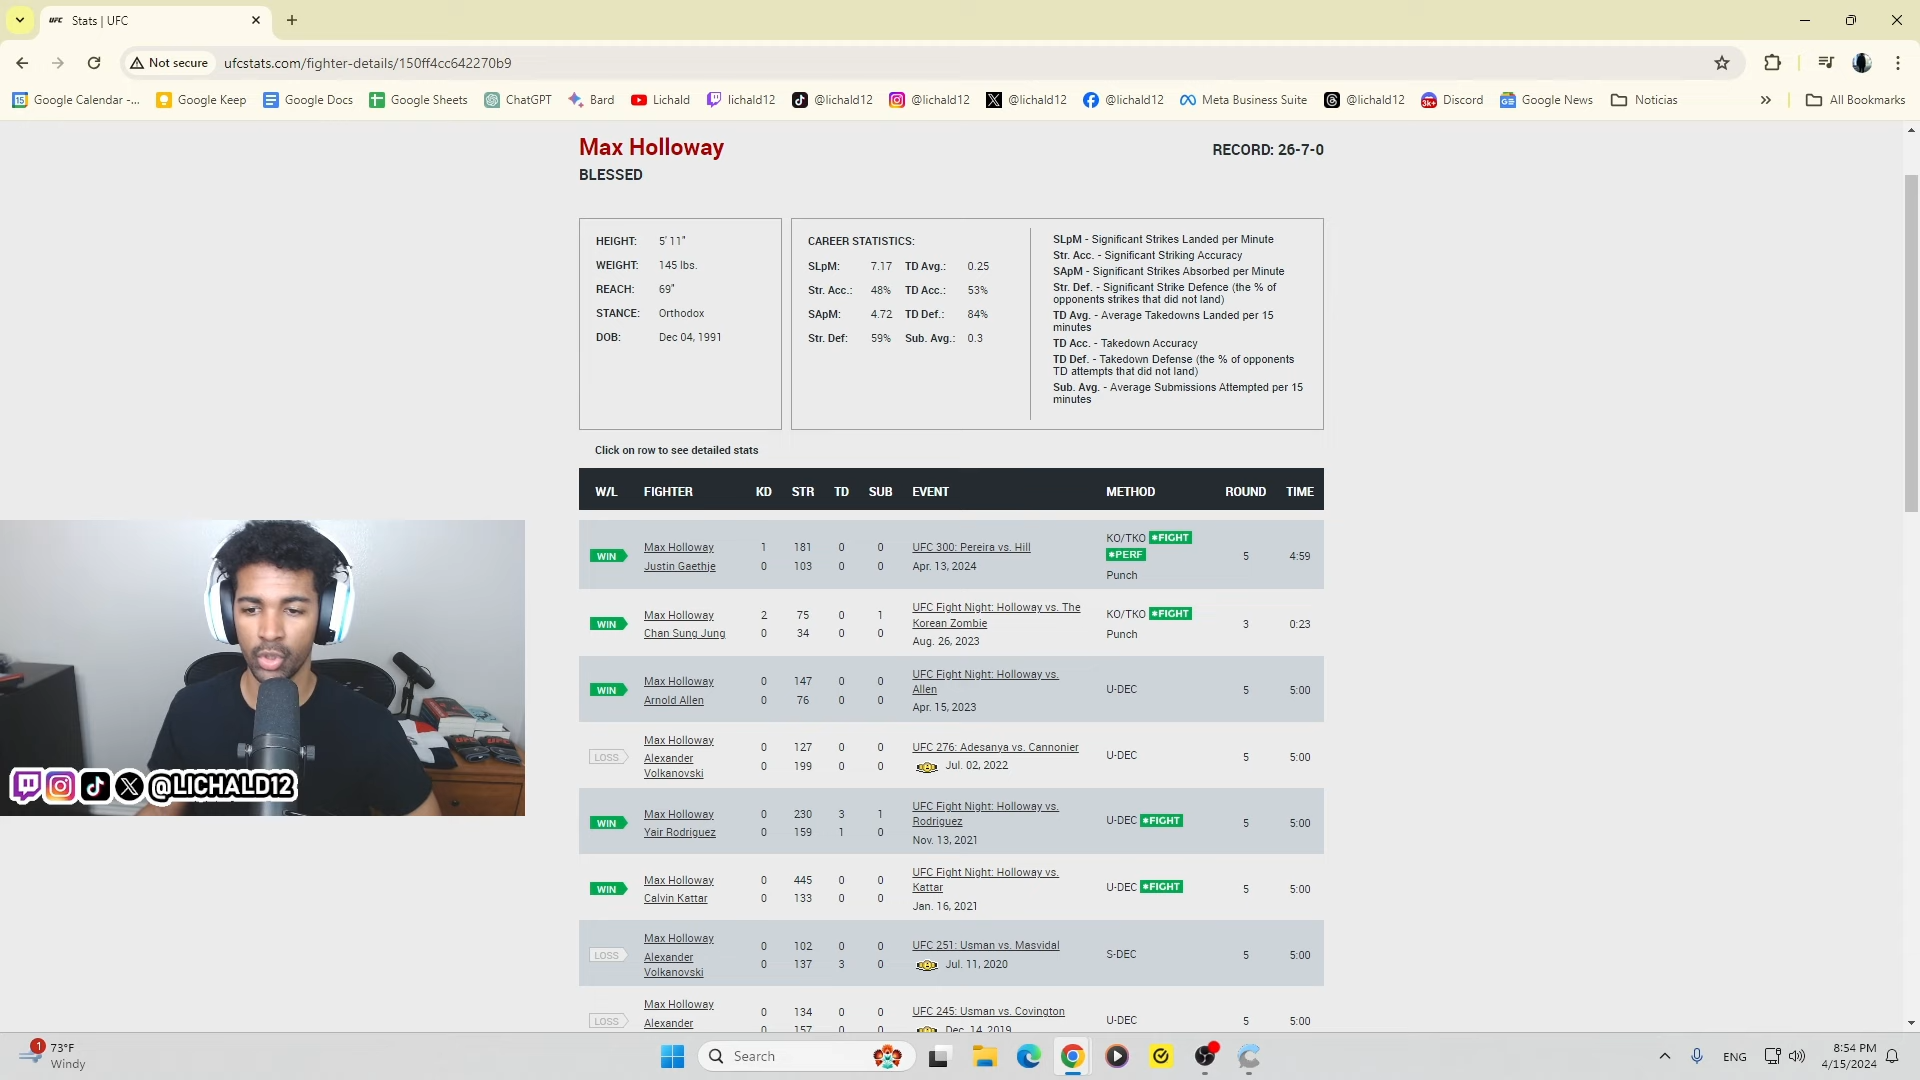 Stats | UFC
Not secure
ufcstats.com/fighter-details/150ff4cc642270b9
Google Calendar -...
Google Keep
Google Docs
Google Sheets
ChatGPT
Bard
Lichald
lichald12
@lichald12
@lichald12
@lichald12
@lichald12
Meta Business Suite
@lichald12
Discord
Google News
Noticias
All Bookmarks
Max Holloway
RECORD: 26-7-0
BLESSED
HEIGHT: 5' 11"
WEIGHT: 145 lbs.
REACH: 69"
STANCE: Orthodox
DOB: Dec 04, 1991
CAREER STATISTICS:
SLpM: 7.17 TD Avg.: 0.25
Str. Acc.: 48% TD Acc.: 53%
SApM: 4.72 TD Def.: 84%
Str. Def: 59% Sub. Avg.: 0.3
SLpM - Significant Strikes Landed per Minute
Str. Acc. - Significant Striking Accuracy
SApM - Significant Strikes Absorbed per Minute
Str. Def. - Significant Strike Defence (the % of
opponents strikes that did not land)
TD Avg. - Average Takedowns Landed per 15
minutes
TD Acc. - Takedown Accuracy
TD Def. - Takedown Defense (the % of opponents
TD attempts that did not land)
Sub. Avg. - Average Submissions Attempted per 15
minutes
Click on row to see detailed stats
W/L FIGHTER KD STR TD SUB EVENT METHOD ROUND TIME
WIN
Max Holloway 1 181 0 0 UFC 300: Pereira vs. Hill KO/TKO *FIGHT *PERF
Justin Gaethje 0 103 0 0 Apr. 13, 2024 Punch 5 4:59
WIN
Max Holloway 2 75 0 1 UFC Fight Night: Holloway vs. The Korean Zombie KO/TKO *FIGHT
Chan Sung Jung 0 34 0 0 Aug. 26, 2023 Punch 3 0:23
WIN
Max Holloway 0 147 0 0 UFC Fight Night: Holloway vs. Allen U-DEC
Arnold Allen 0 76 0 0 Apr. 15, 2023 5 5:00
LOSS
Max Holloway 0 127 0 0 UFC 276: Adesanya vs. Cannonier U-DEC
Alexander Volkanovski 0 199 0 0 Jul. 02, 2022 5 5:00
WIN
Max Holloway 0 230 3 1 UFC Fight Night: Holloway vs. Rodriguez U-DEC *FIGHT
Yair Rodriguez 0 159 1 0 Nov. 13, 2021 5 5:00
WIN
Max Holloway 0 445 0 0 UFC Fight Night: Holloway vs. Kattar U-DEC *FIGHT
Calvin Kattar 0 133 0 0 Jan. 16, 2021 5 5:00
LOSS
Max Holloway 0 102 0 0 UFC 251: Usman vs. Masvidal S-DEC
Alexander Volkanovski 0 137 3 0 Jul. 11, 2020 5 5:00
LOSS
Max Holloway 0 134 0 0 UFC 245: Usman vs. Covington U-DEC
Alexander 0 157 0 0 Dec. 14, 2019 5 5:00
@LICHALD12
1
73°F
Windy
Search
ENG
8:54 PM
4/15/2024